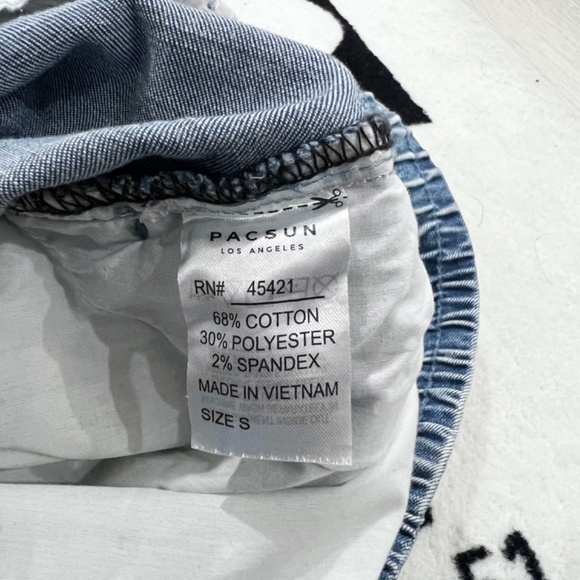 PACSUN
LOS ANGELES
RN# 45421
68% COTTON
30% POLYESTER
2% SPANDEX
MADE IN VIETNAM
SIZE S